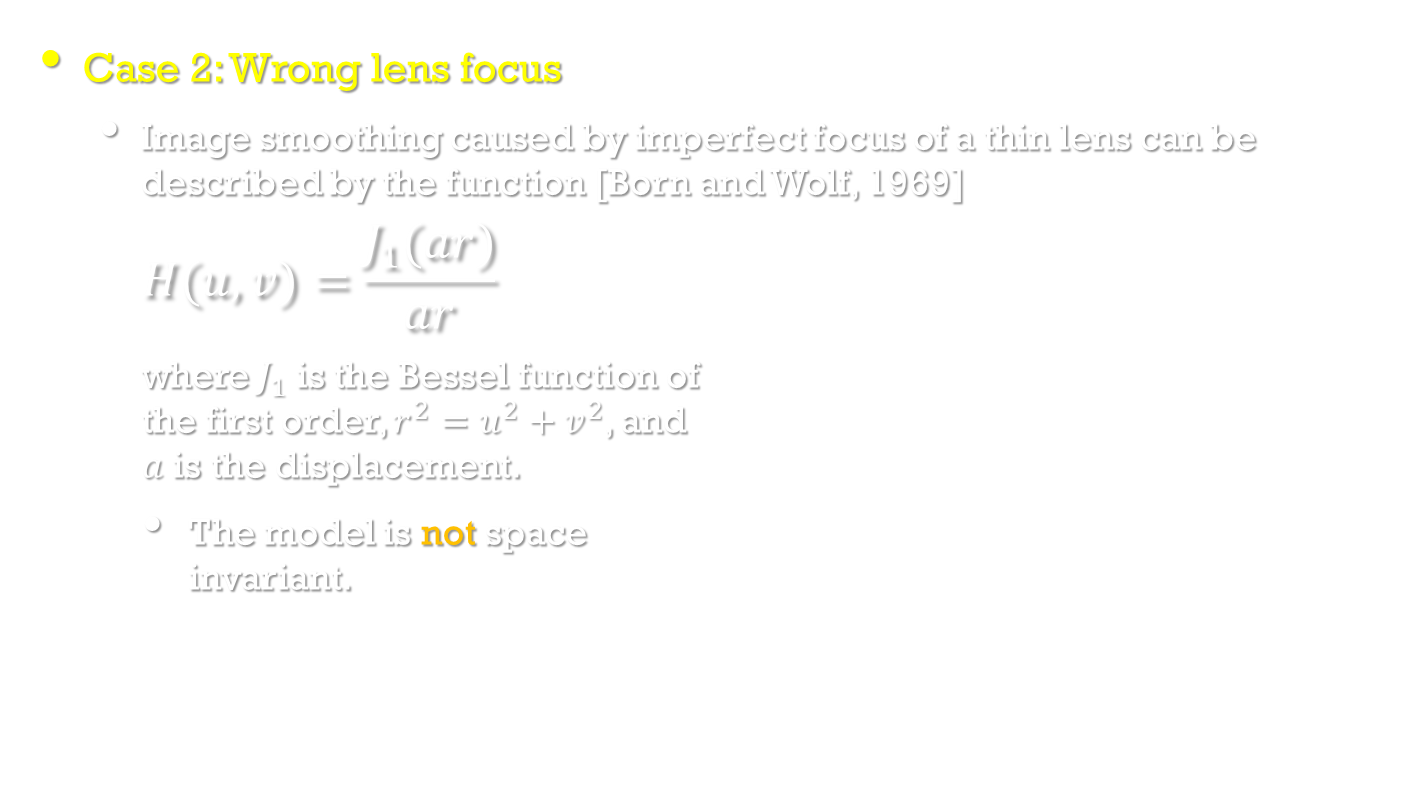 • Case 2: Wrong lens focus
• Image smoothing caused by imperfect focus of a thin lens can be
described by the function [Born and Wolf, 1969]
H(u, v) = J₁(ar) / ar
where J₁ is the Bessel function of
the first order, r² = u² + v², and
a is the displacement.
• The model is not space
invariant.